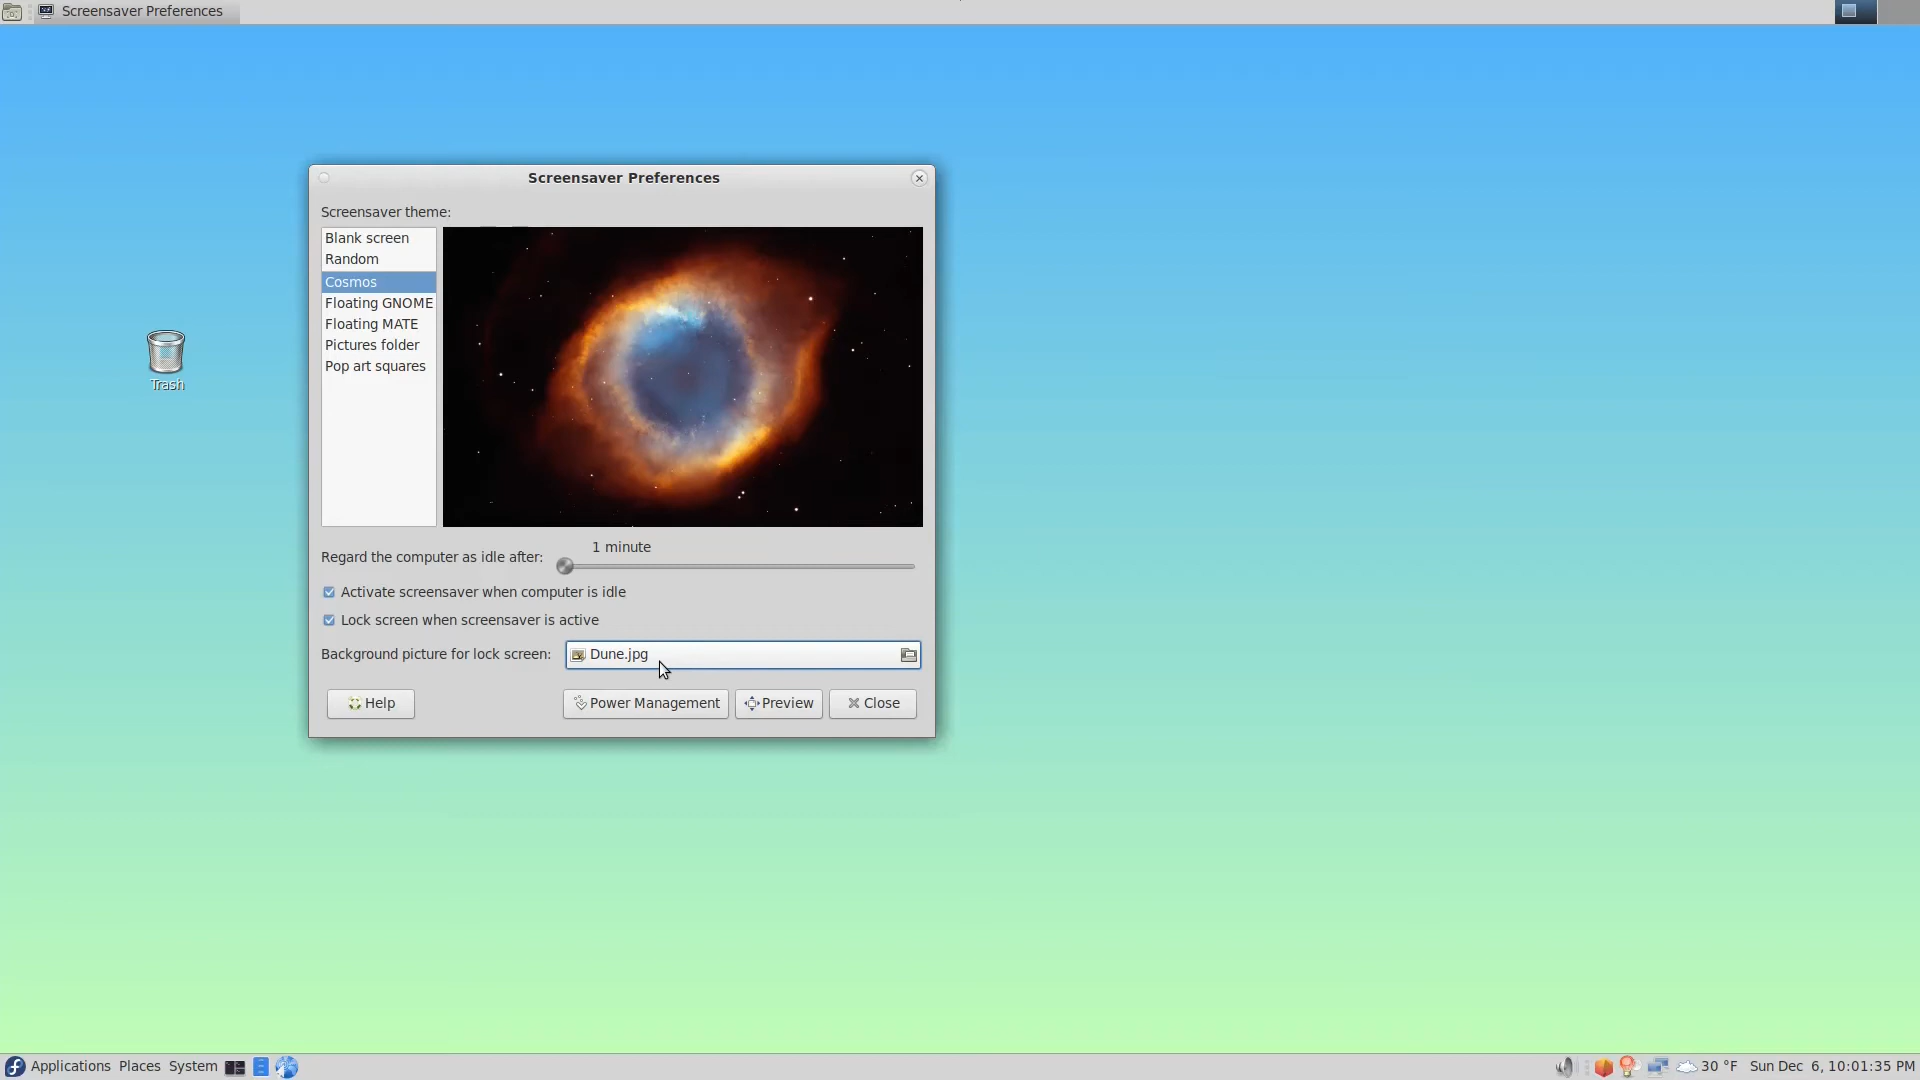 Screensaver Preferences
Screensaver Preferences
Screensaver theme:
Blank screen
Random
Cosmos
Floating GNOME
Floating MATE
Pictures folder
Pop art squares
Trash
1 minute
Regard the computer as idle after:
Activate screensaver when computer is idle
Lock screen when screensaver is active
Background picture for lock screen: Dune.jpg
Help Power Management Preview Close
Applications Places System 30 °F Sun Dec 6, 10:01:35 PM